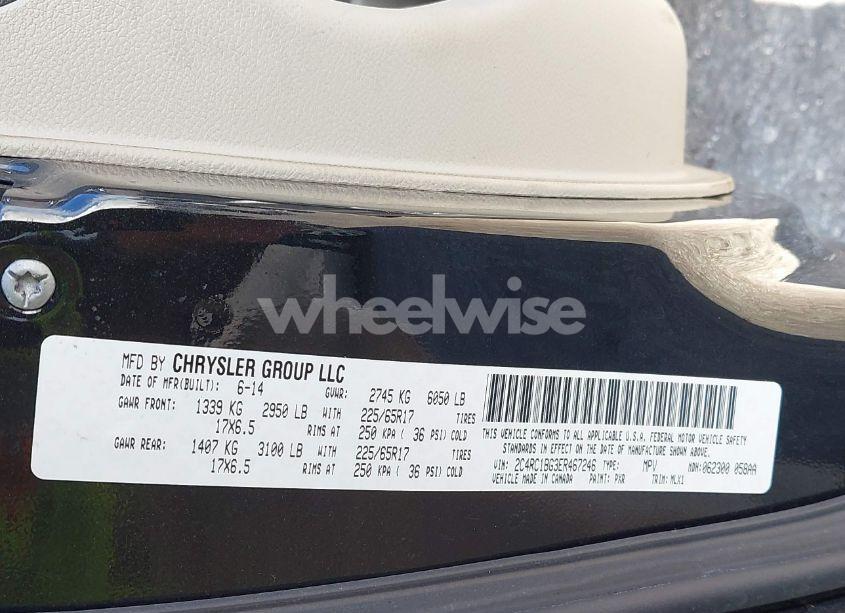 wheelwise
MFD BY CHRYSLER GROUP LLC
DATE OF MFR(BUILT): 6-14 GVWR: 2745 KG 6050 LB
GAWR FRONT: 1339 KG 2950 LB WITH 225/65R17 TIRES
17X6.5 RIMS AT 250 KPA ( 36 PSI) COLD
GAWR REAR: 1407 KG 3100 LB WITH 225/65R17 TIRES
17X6.5 RIMS AT 250 KPA ( 36 PSI) COLD
THIS VEHICLE CONFORMS TO ALL APPLICABLE U.S.A. FEDERAL MOTOR VEHICLE SAFETY
STANDARDS IN EFFECT ON THE DATE OF MANUFACTURE SHOWN ABOVE.
VIN: 2C4RC1BG3ER467246 TYPE: MPV MDH: 062300 058AA
VEHICLE MADE IN CANADA PAINT: PXR TRIM: MLX1